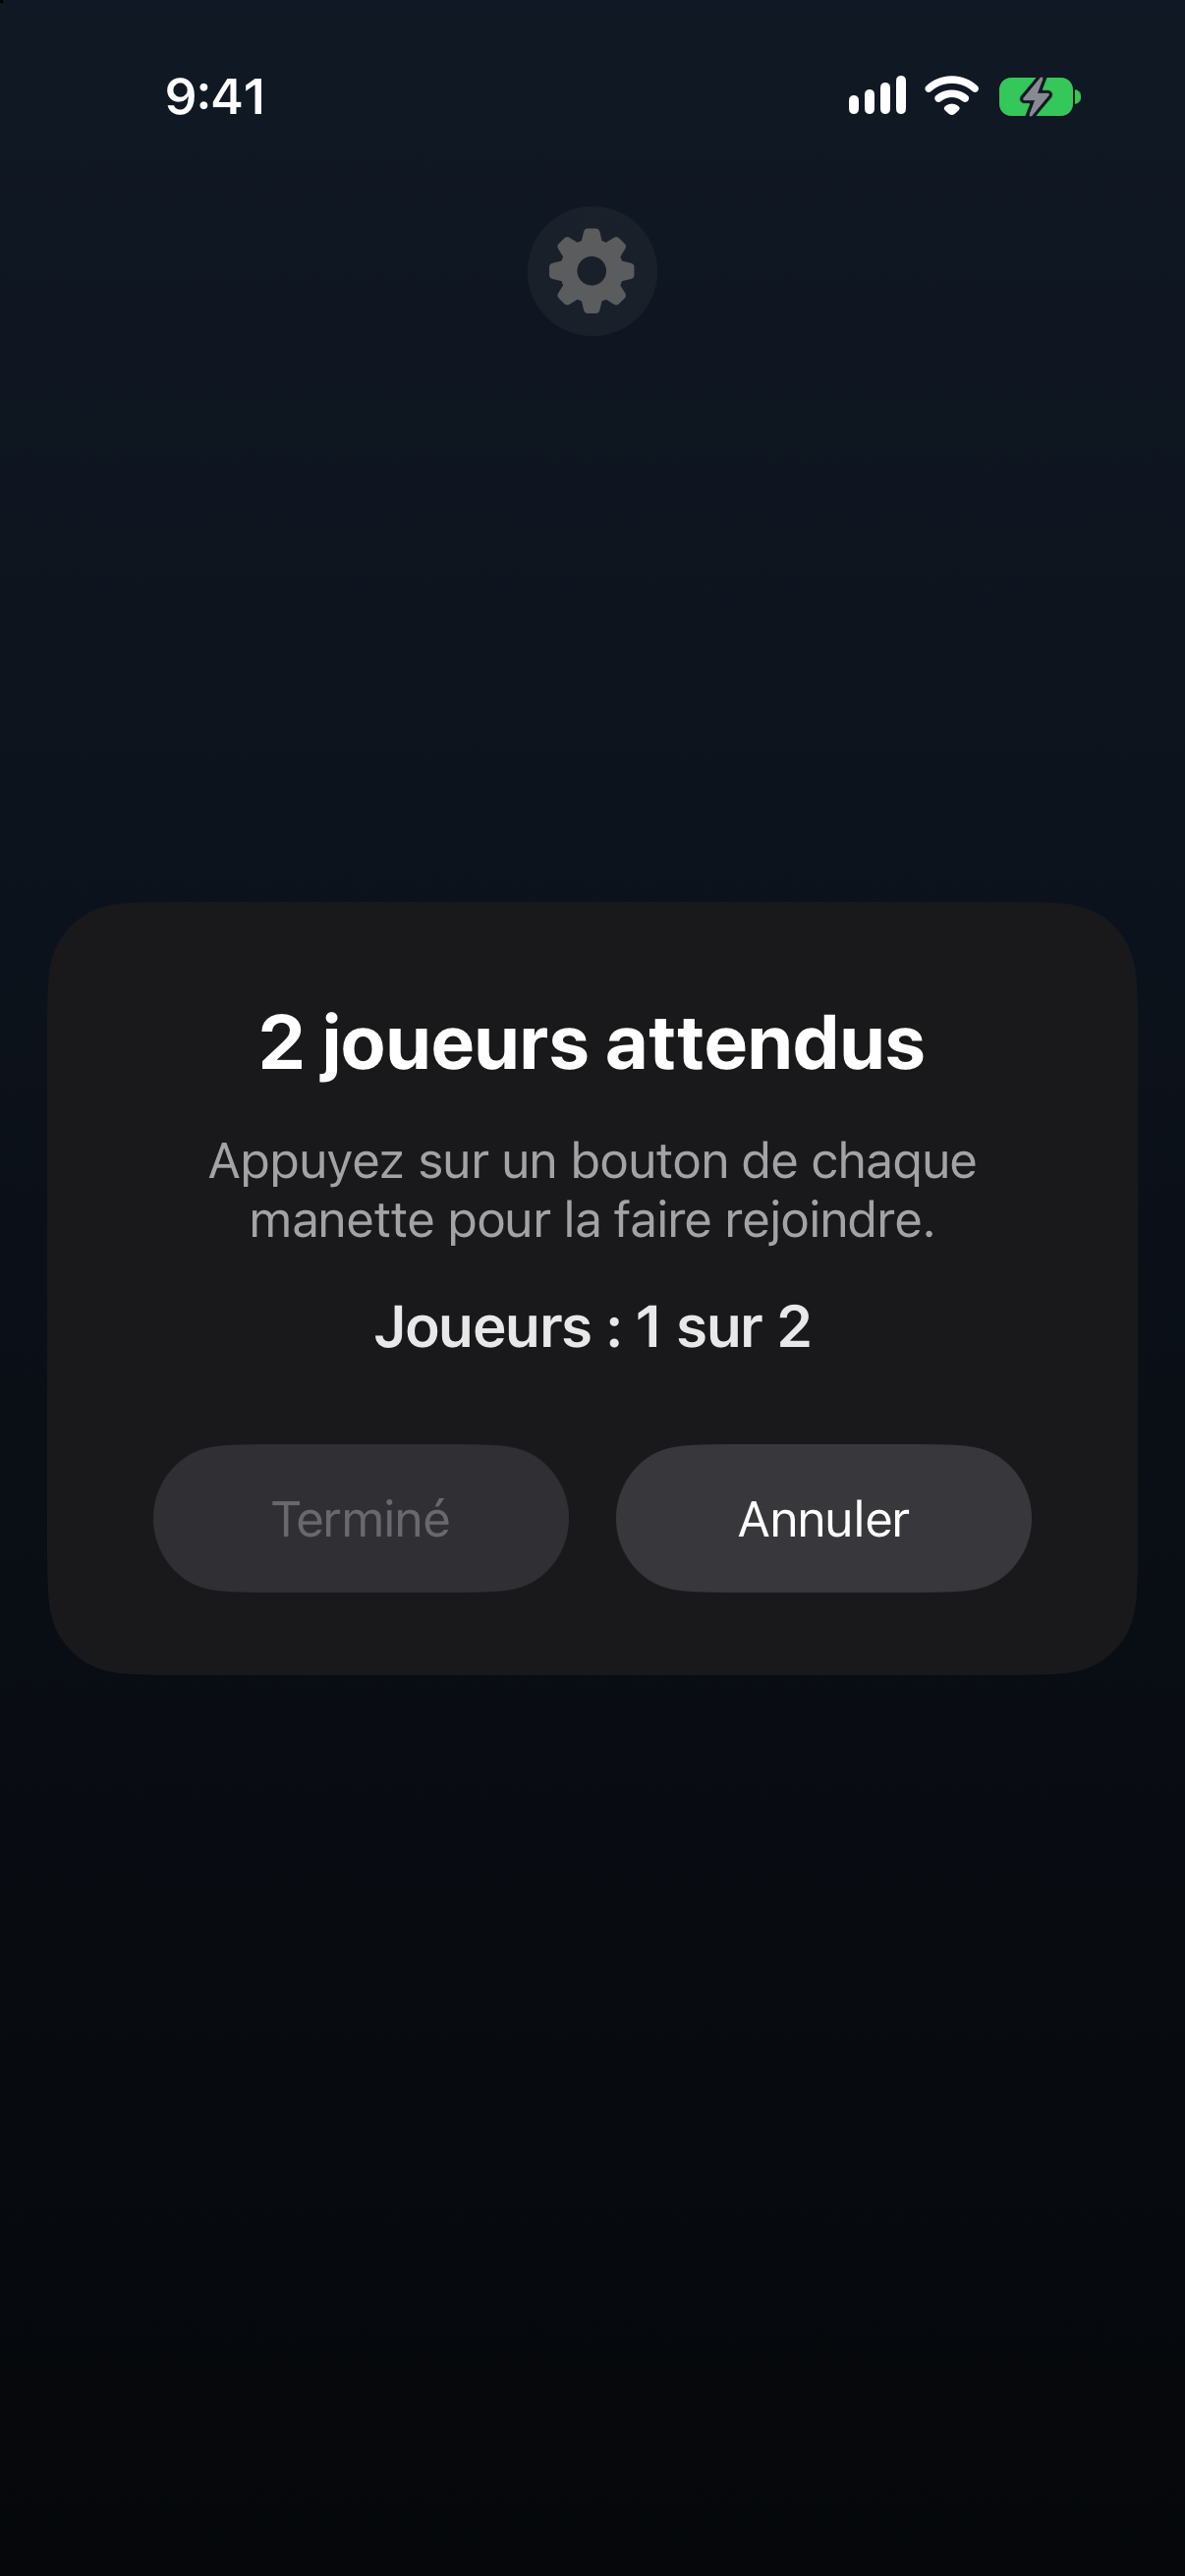 9:41
2 joueurs attendus
Appuyez sur un bouton de chaque
manette pour la faire rejoindre.
Joueurs : 1 sur 2
Terminé
Annuler